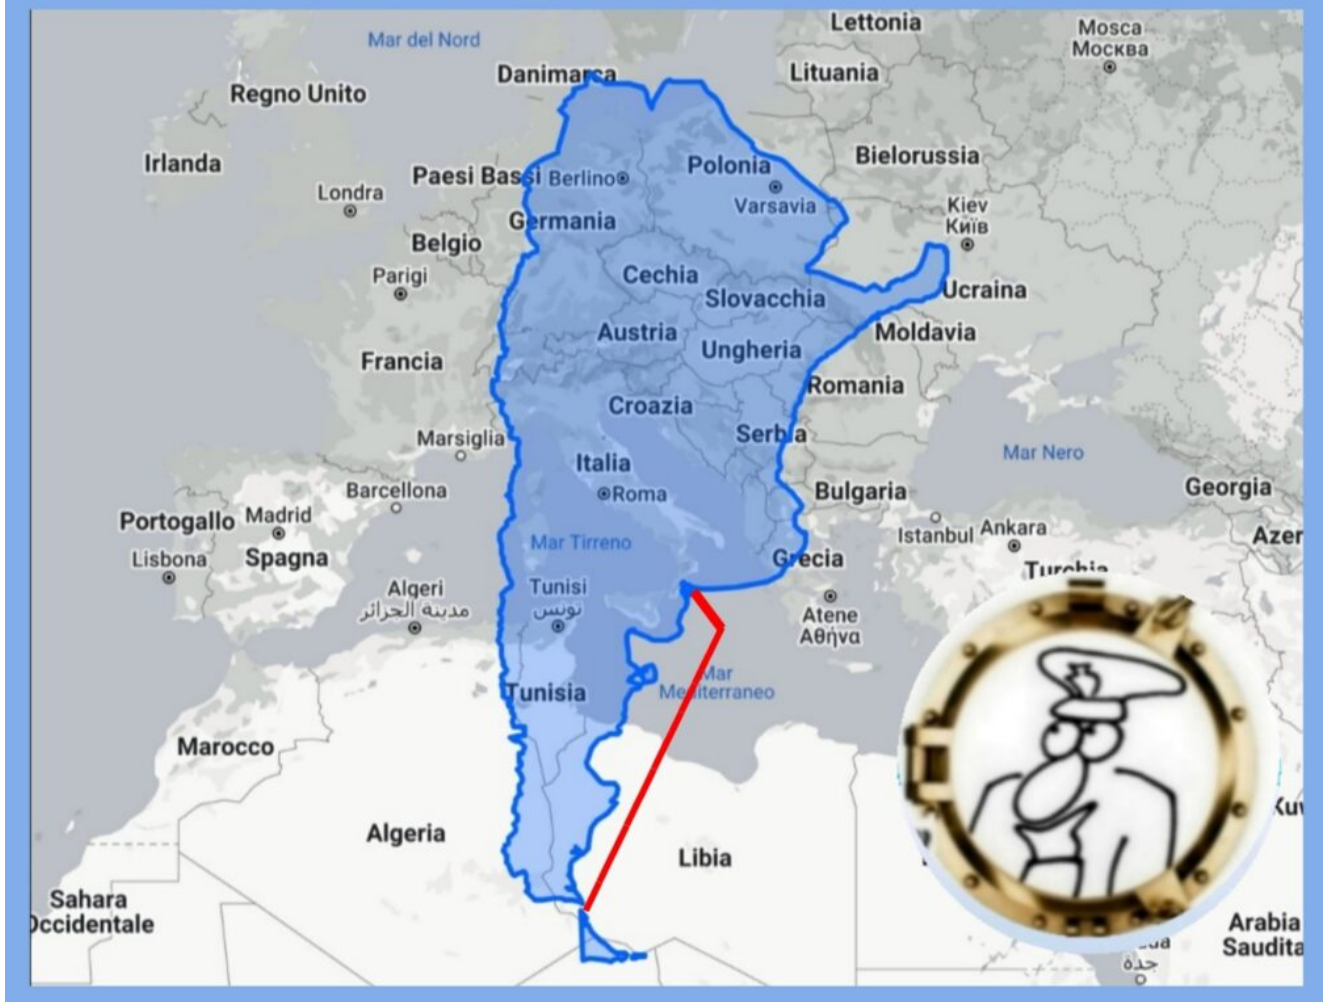 Lettonia
Mosca
Москва
Mar del Nord
Danimarca
Lituania
Regno Unito
Irlanda
Bielorussia
Polonia
Paesi Bassi
Berlino
Londra
Varsavia
Kiev
Київ
Germania
Belgio
Parigi
Cechia
Slovacchia
Ucraina
Austria
Ungheria
Moldavia
Francia
Romania
Croazia
Marsiglia
Serbia
Mar Nero
Italia
Roma
Barcellona
Bulgaria
Georgia
Portogallo
Madrid
Istanbul
Ankara
Azer
Lisbona
Spagna
Mar Tirreno
Grecia
Turchia
Algeri
مدينة الجزائر
Tunisi
تونس
Atene
Αθήνα
Mar
Mediterraneo
Tunisia
Marocco
Algeria
Libia
Sahara
Occidentale
Arabia
Saudita
جدة